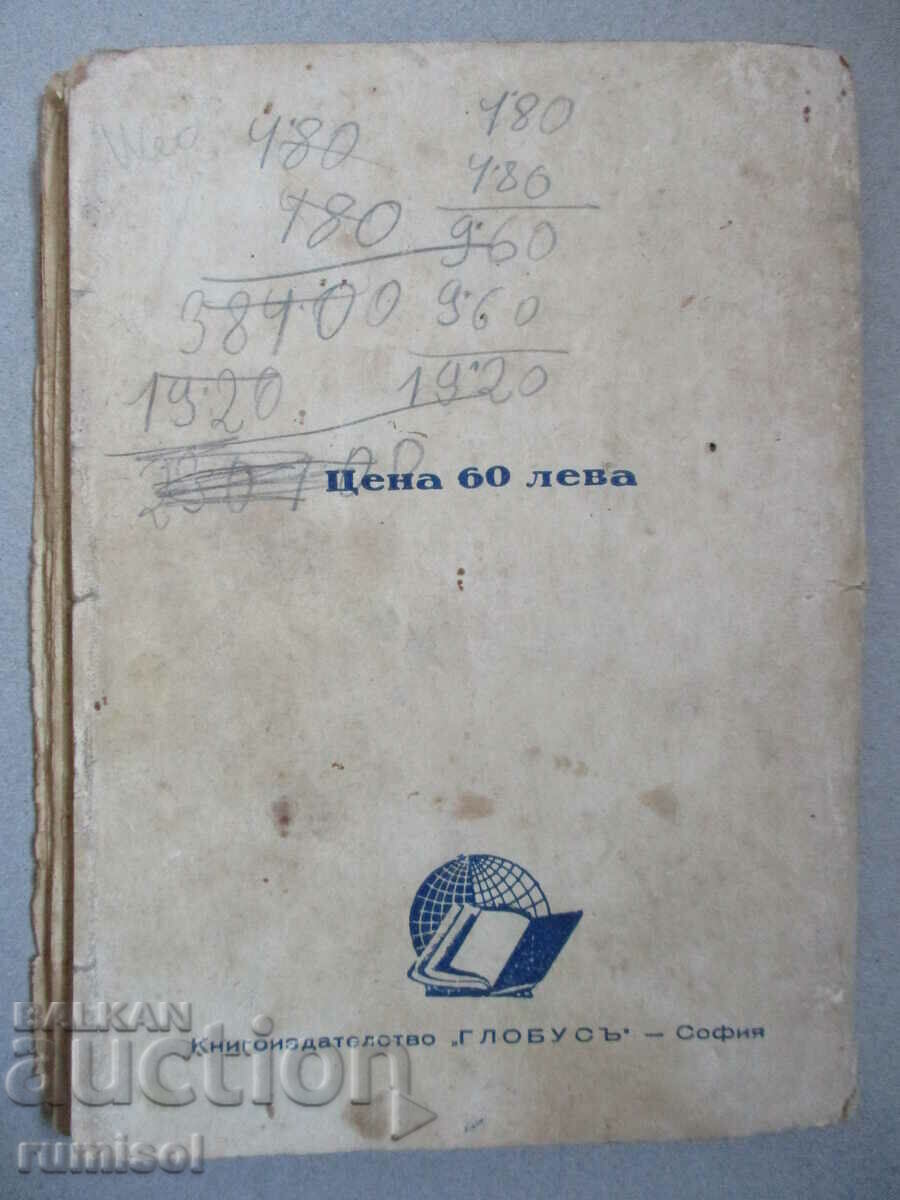 480 480
480 480
960
38400 960
1920 1920
Цена 60 лева
Книгоиздателство „ГЛОБУСЪ" — София
BALKAN
auction
rumisol